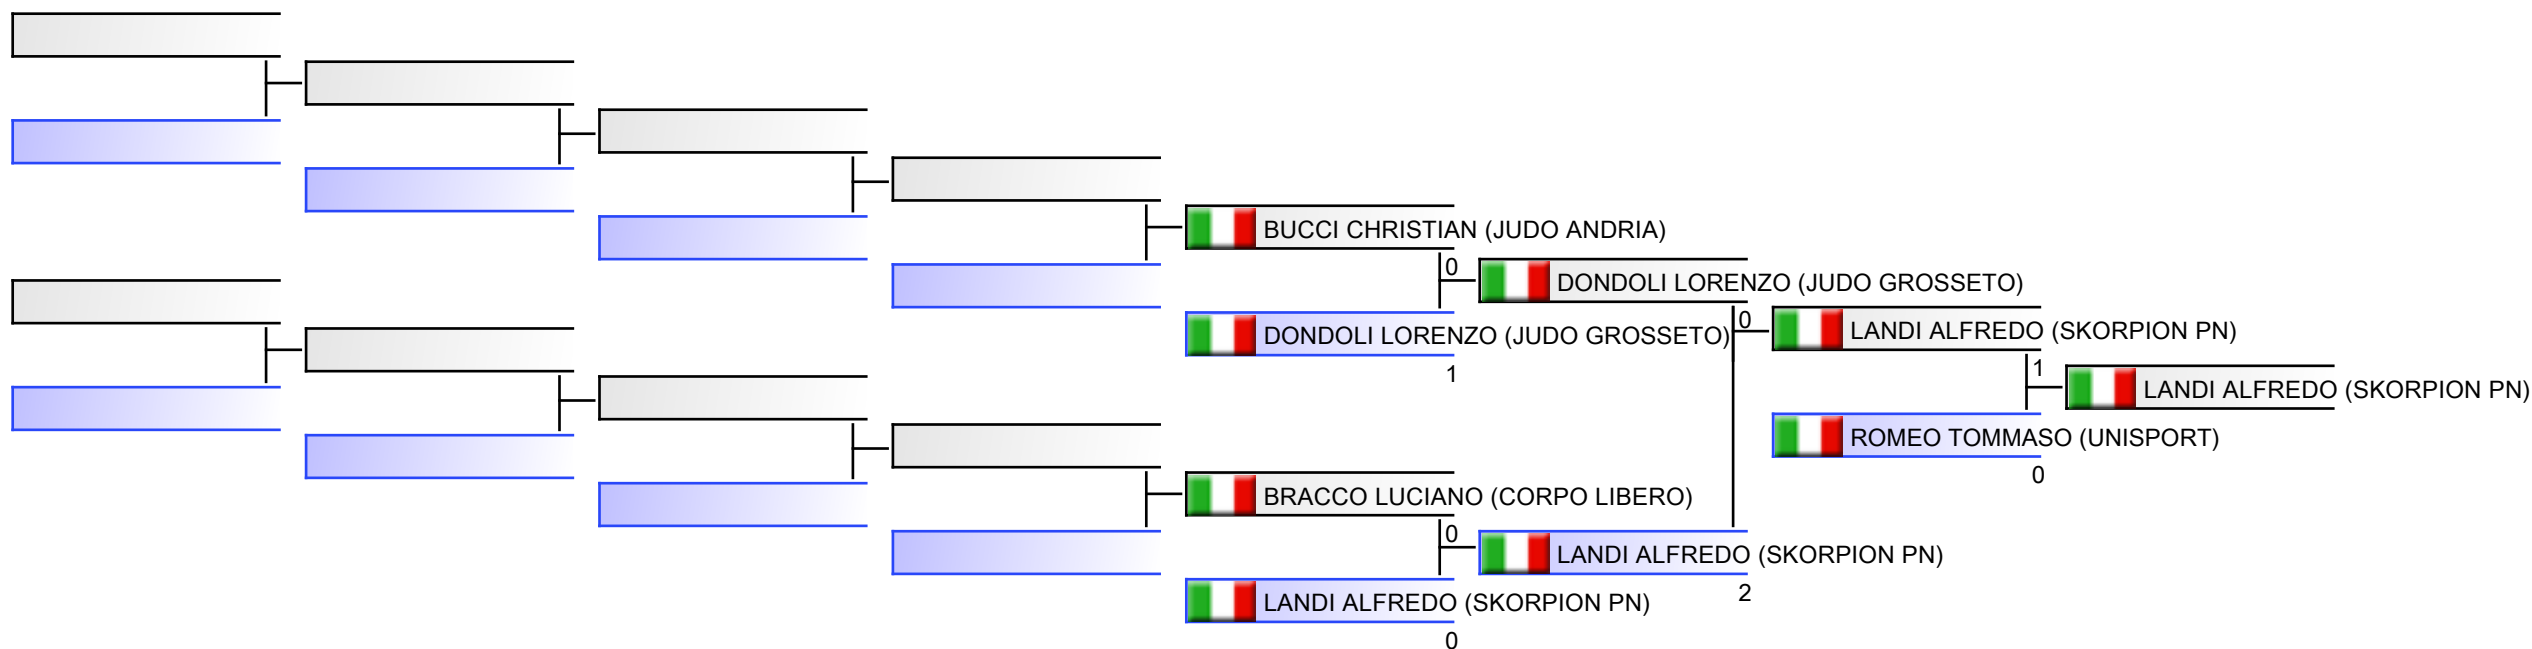 BUCCI CHRISTIAN (JUDO ANDRIA)
0
DONDOLI LORENZO (JUDO GROSSETO)
DONDOLI LORENZO (JUDO GROSSETO)
1
0
LANDI ALFREDO (SKORPION PN)
1
LANDI ALFREDO (SKORPION PN)
ROMEO TOMMASO (UNISPORT)
0
BRACCO LUCIANO (CORPO LIBERO)
0
LANDI ALFREDO (SKORPION PN)
2
LANDI ALFREDO (SKORPION PN)
0